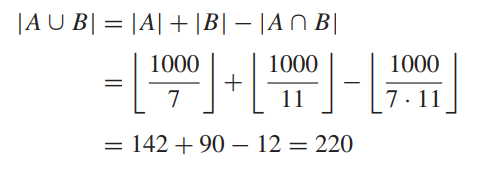 |A ∪ B| = |A| + |B| − |A ∩ B|
= ⌊1000/7⌋ + ⌊1000/11⌋ − ⌊1000/7 · 11⌋
= 142 + 90 − 12 = 220